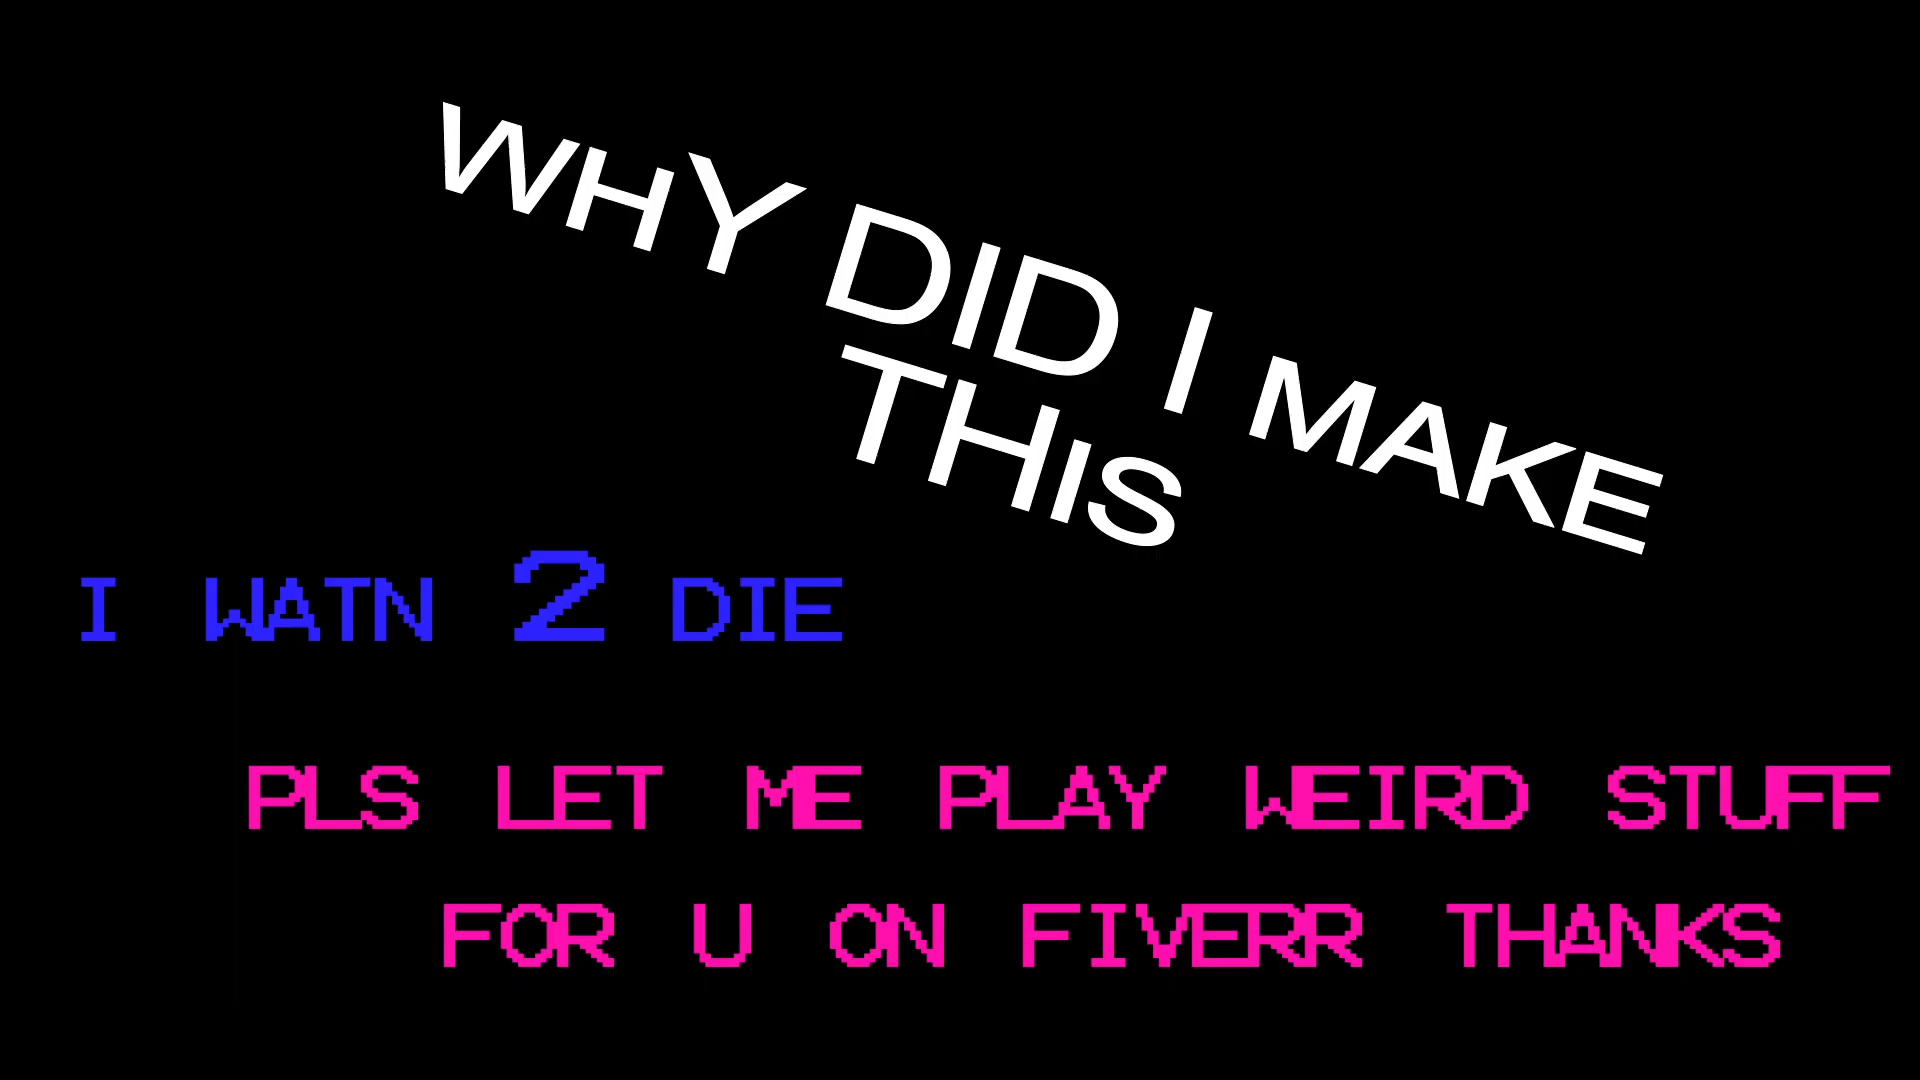 WHY DID I MAKE
THIS
I WATN 2 DIE
PLS LET ME PLAY WEIRD STUFF
FOR U ON FIVERR THANKS